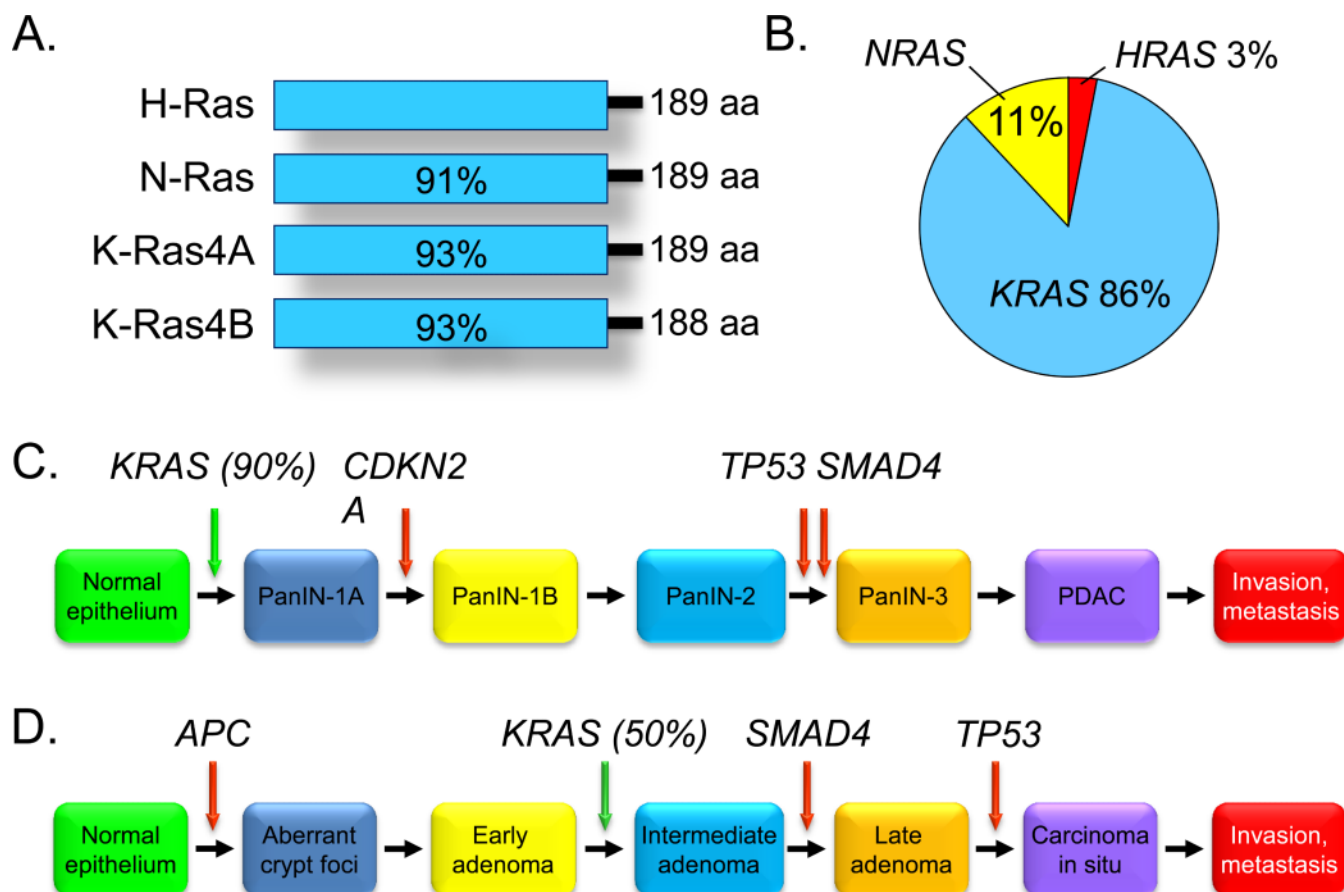 A.
H-Ras
189 aa
N-Ras
91%
189 aa
K-Ras4A
93%
189 aa
K-Ras4B
93%
188 aa
B.
NRAS
HRAS 3%
11%
KRAS 86%
C.
KRAS (90%)
CDKN2
A
TP53 SMAD4
Normal
epithelium
PanIN-1A
PanIN-1B
PanIN-2
PanIN-3
PDAC
Invasion,
metastasis
D.
APC
KRAS (50%)
SMAD4
TP53
Normal
epithelium
Aberrant
crypt foci
Early
adenoma
Intermediate
adenoma
Late
adenoma
Carcinoma
in situ
Invasion,
metastasis